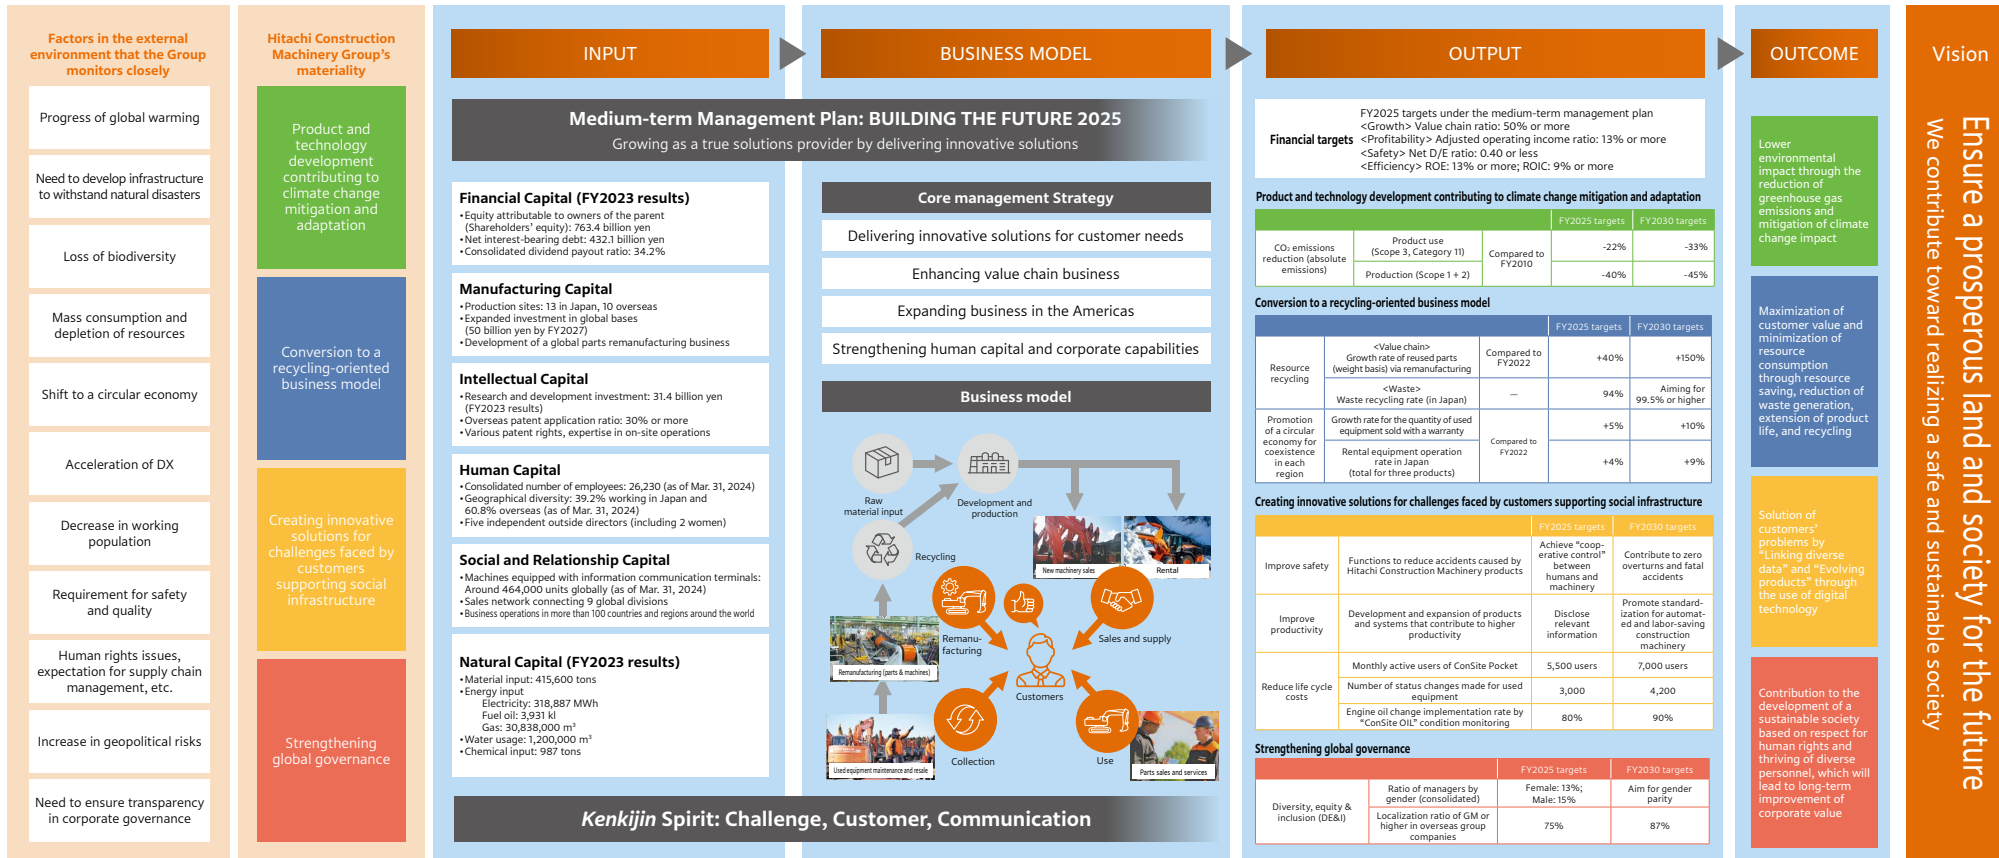 Factors in the external
environment that the Group
monitors closely
Progress of global warming
Need to develop infrastructure
to withstand natural disasters
Loss of biodiversity
Mass consumption and
depletion of resources
Shift to a circular economy
Acceleration of DX
Decrease in working
population
Requirement for safety
and quality
Human rights issues,
expectation for supply chain
management, etc.
Increase in geopolitical risks
Need to ensure transparency
in corporate governance
Hitachi Construction
Machinery Group's
materiality
Product and
technology
development
contributing to
climate change
mitigation and
adaptation
Conversion to a
recycling-oriented
business model
Creating innovative
solutions for
challenges faced by
customers
supporting social
infrastructure
Strengthening
global governance
INPUT
BUSINESS MODEL
Medium-term Management Plan: BUILDING THE FUTURE 2025
Growing as a true solutions provider by delivering innovative solutions
Financial Capital (FY2023 results)
•Equity attributable to owners of the parent
(Shareholders' equity): 763.4 billion yen
•Net interest-bearing debt: 432.1 billion yen
•Consolidated dividend payout ratio: 34.2%
Manufacturing Capital
•Production sites: 13 in Japan, 10 overseas
•Expanded investment in global bases
(50 billion yen by FY2027)
•Development of a global parts remanufacturing business
Intellectual Capital
•Research and development investment: 31.4 billion yen
(FY2023 results)
•Overseas patent application ratio: 30% or more
•Various patent rights, expertise in on-site operations
Human Capital
•Consolidated number of employees: 26,230 (as of Mar. 31, 2024)
•Geographical diversity: 39.2% working in Japan and
60.8% overseas (as of Mar. 31, 2024)
•Five independent outside directors (including 2 women)
Social and Relationship Capital
•Machines equipped with information communication terminals:
Around 464,000 units globally (as of Mar. 31, 2024)
•Sales network connecting 9 global divisions
•Business operations in more than 100 countries and regions around the world
Natural Capital (FY2023 results)
•Material input: 415,600 tons
•Energy input
Electricity: 318,887 MWh
Fuel oil: 3,931 kl
Gas: 30,838,000 m³
•Water usage: 1,200,000 m³
•Chemical input: 987 tons
Core management Strategy
Delivering innovative solutions for customer needs
Enhancing value chain business
Expanding business in the Americas
Strengthening human capital and corporate capabilities
Business model
Raw
material input
Development and
production
Recycling
New machinery sales
Rental
Remanu-
facturing
Sales and supply
Remanufacturing (parts & machines)
Customers
Collection
Use
Used equipment maintenance and resale
Parts sales and services
Kenkijin Spirit: Challenge, Customer, Communication
OUTPUT
Financial targets
FY2025 targets under the medium-term management plan
<Growth> Value chain ratio: 50% or more
<Profitability> Adjusted operating income ratio: 13% or more
<Safety> Net D/E ratio: 0.40 or less
<Efficiency> ROE: 13% or more; ROIC: 9% or more
Product and technology development contributing to climate change mitigation and adaptation
FY2025 targets FY2030 targets
CO₂ emissions
reduction (absolute
emissions)
Product use
(Scope 3, Category 11)
Compared to
FY2010
-22% -33%
Production (Scope 1 + 2)
-40% -45%
Conversion to a recycling-oriented business model
FY2025 targets FY2030 targets
Resource
recycling
<Value chain>
Growth rate of reused parts
(weight basis) via remanufacturing
Compared to
FY2022
+40% +150%
<Waste>
Waste recycling rate (in Japan)
—
94%
Aiming for
99.5% or higher
Promotion
of a circular
economy for
coexistence
in each
region
Growth rate for the quantity of used
equipment sold with a warranty
Compared to
FY2022
+5% +10%
Rental equipment operation
rate in Japan
(total for three products)
+4% +9%
Creating innovative solutions for challenges faced by customers supporting social infrastructure
FY2025 targets FY2030 targets
Improve safety
Functions to reduce accidents caused by
Hitachi Construction Machinery products
Achieve "coop-
erative control"
between
humans and
machinery
Contribute to zero
overturns and fatal
accidents
Improve
productivity
Development and expansion of products
and systems that contribute to higher
productivity
Disclose
relevant
information
Promote standard-
ization for automat-
ed and labor-saving
construction
machinery
Reduce life cycle
costs
Monthly active users of ConSite Pocket
5,500 users 7,000 users
Number of status changes made for used
equipment
3,000 4,200
Engine oil change implementation rate by
"ConSite OIL" condition monitoring
80% 90%
Strengthening global governance
FY2025 targets FY2030 targets
Diversity, equity &
inclusion (DE&I)
Ratio of managers by
gender (consolidated)
Female: 13%;
Male: 15%
Aim for gender
parity
Localization ratio of GM or
higher in overseas group
companies
75% 87%
OUTCOME
Lower
environmental
impact through the
reduction of
greenhouse gas
emissions and
mitigation of climate
change impact
Maximization of
customer value and
minimization of
resource
consumption
through resource
saving, reduction of
waste generation,
extension of product
life, and recycling
Solution of
customers'
problems by
"Linking diverse
data" and "Evolving
products" through
the use of digital
technology
Contribution to the
development of a
sustainable society
based on respect for
human rights and
thriving of diverse
personnel, which will
lead to long-term
improvement of
corporate value
Vision
Ensure a prosperous land and society for the future
We contribute toward realizing a safe and sustainable society